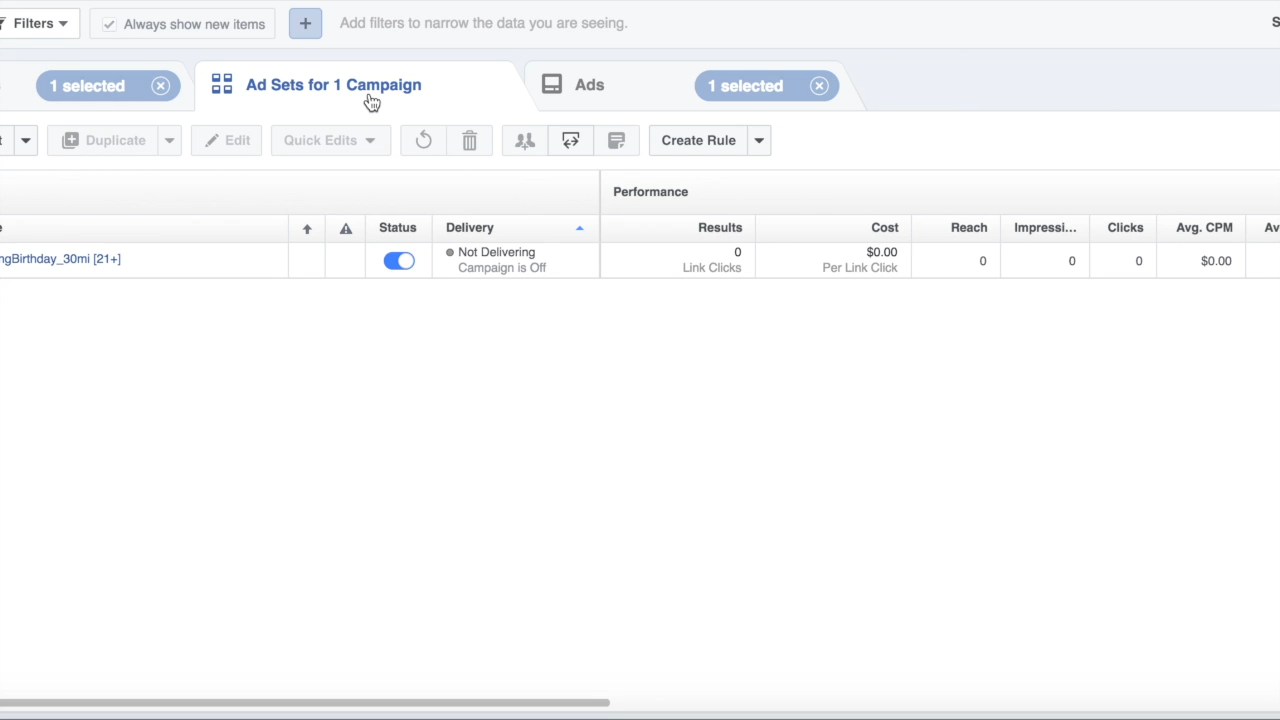 Filters
Always show new items
+
Add filters to narrow the data you are seeing.
1 selected
Ad Sets for 1 Campaign
Ads
1 selected
Duplicate
Edit
Quick Edits
Create Rule
Performance
Status
Delivery
Results
Cost
Reach
Impressi...
Clicks
Avg. CPM
Av
ngBirthday_30mi [21+]
Not Delivering
Campaign is Off
0
Link Clicks
$0.00
Per Link Click
0
0
0
$0.00